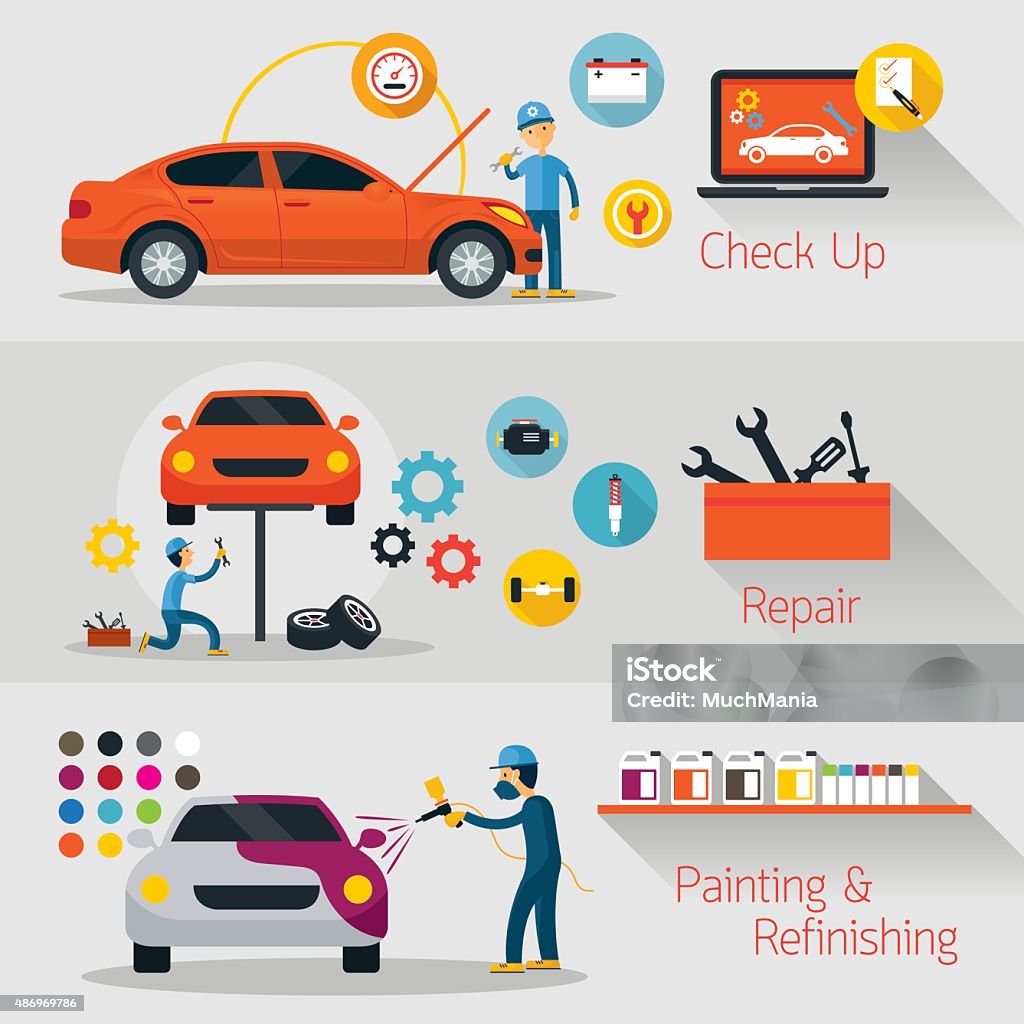 Check Up
Repair
iStock
Credit: MuchMania
Painting &
Refinishing
486969786